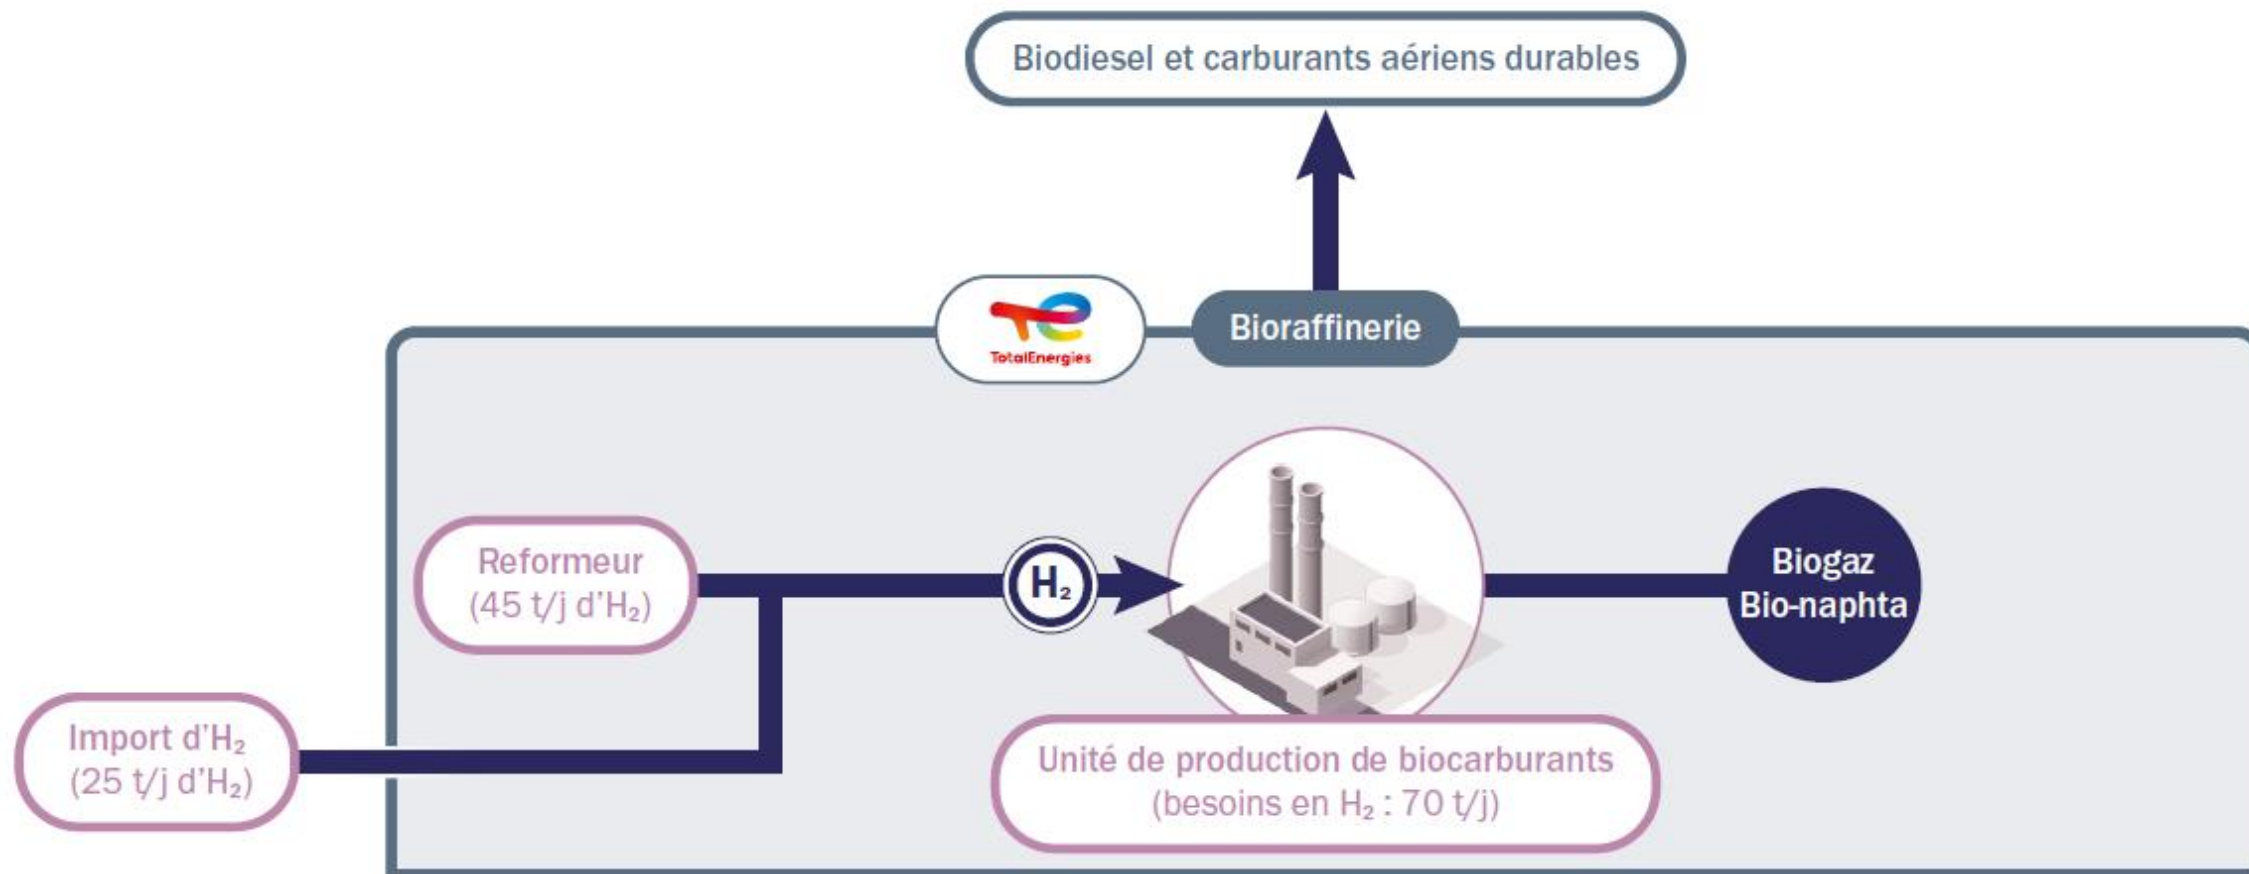 Biodiesel et carburants aériens durables
TotalEnergies
Bioraffinerie
Reformeur
(45 t/j d’H₂)
H₂
Biogaz
Bio-naphta
Import d’H₂
(25 t/j d’H₂)
Unité de production de biocarburants
(besoins en H₂ : 70 t/j)